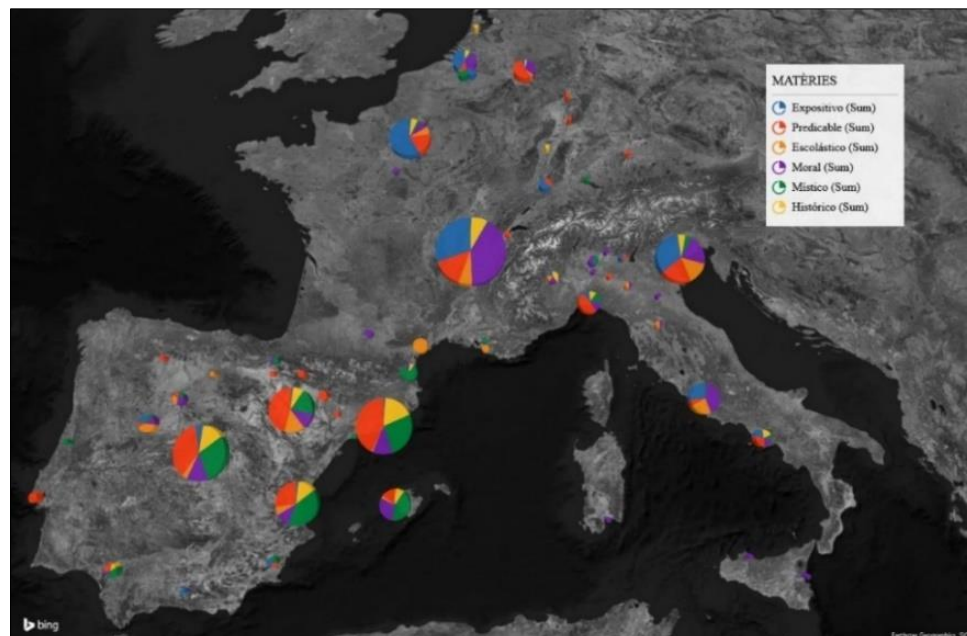 MATÈRIES
Expositivo (Sum)
Predicable (Sum)
Escolástico (Sum)
Moral (Sum)
Místico (Sum)
Histórico (Sum)
bing